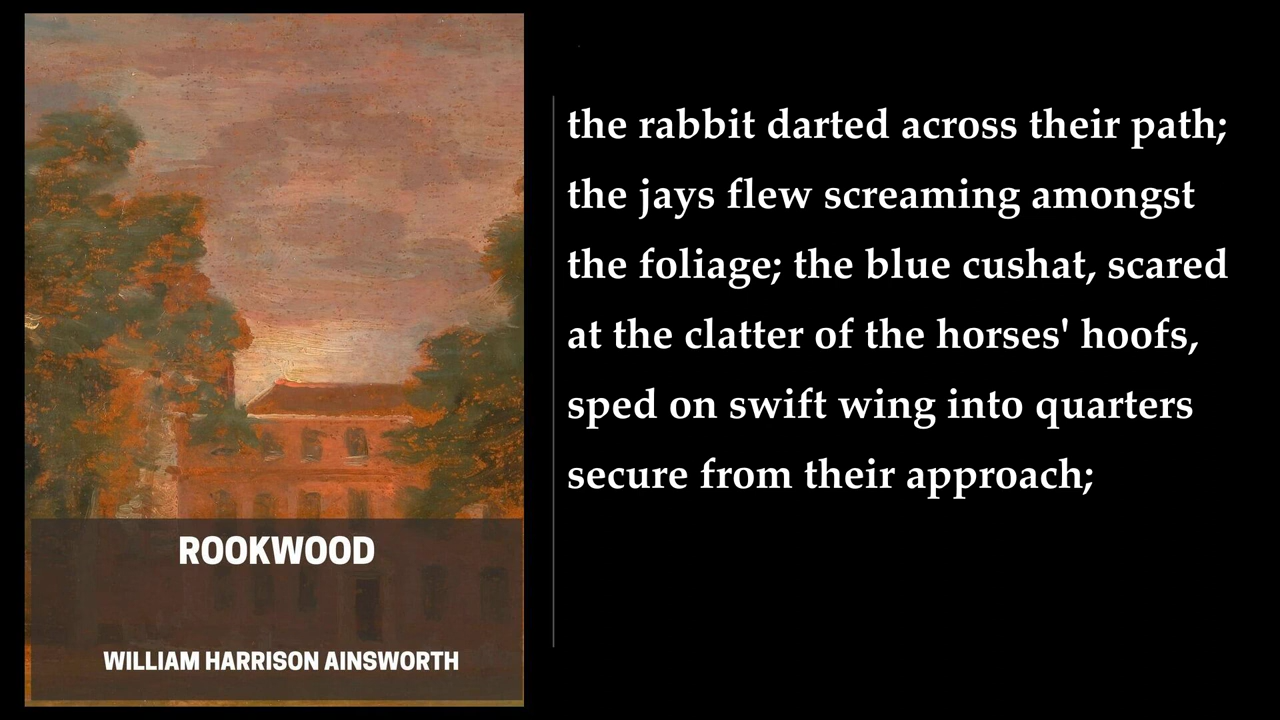 ROOKWOOD
WILLIAM HARRISON AINSWORTH
the rabbit darted across their path;
the jays flew screaming amongst
the foliage; the blue cushat, scared
at the clatter of the horses' hoofs,
sped on swift wing into quarters
secure from their approach;